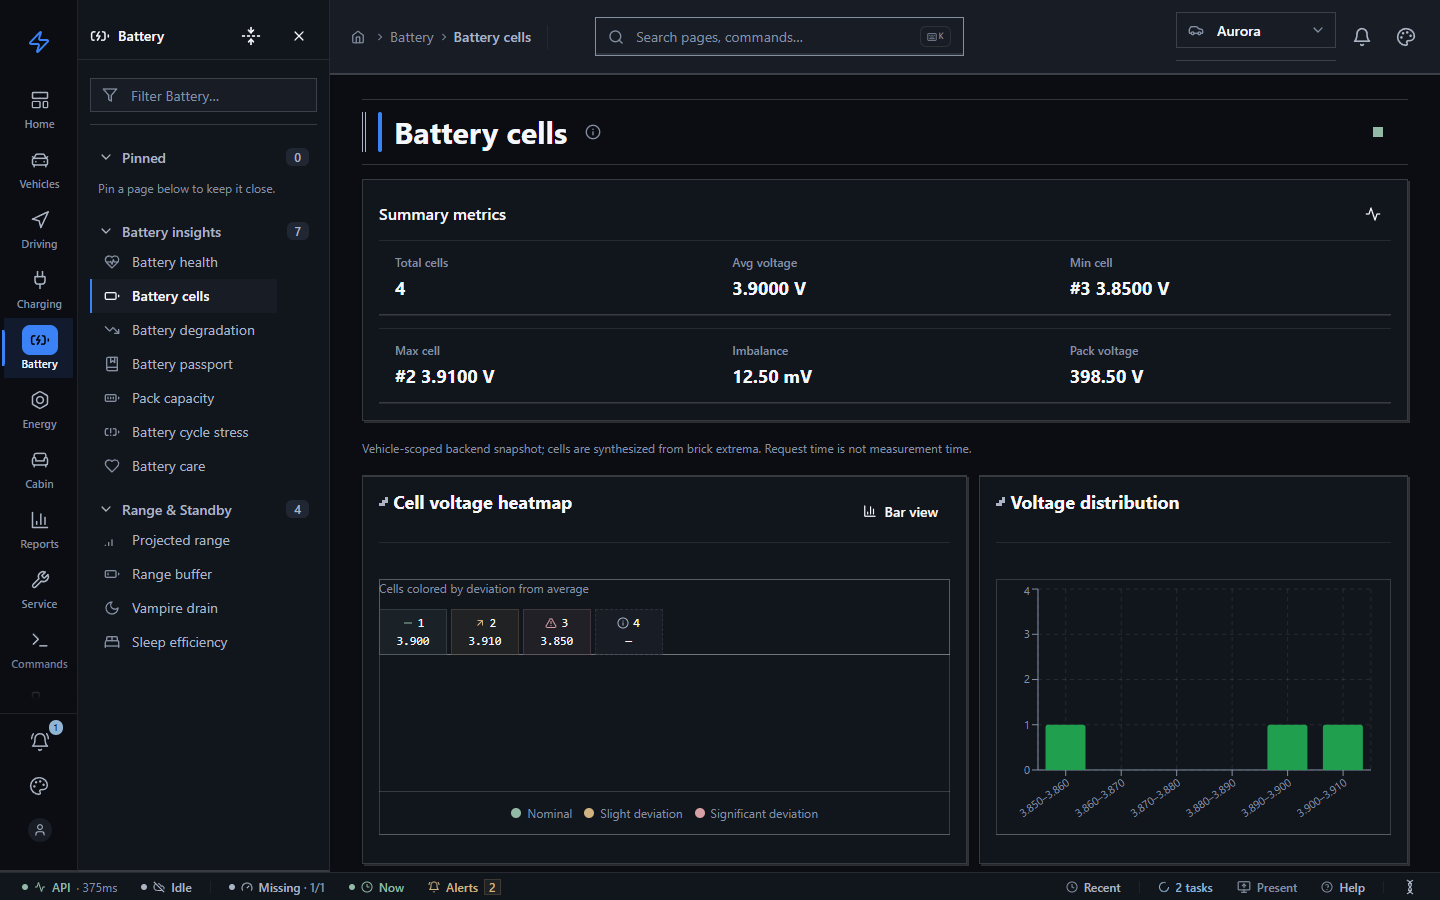 Battery
Battery
Battery cells
Search pages, commands...
K
Aurora
Home
Vehicles
Driving
Charging
Battery
Energy
Cabin
Reports
Service
Commands
1
Filter Battery...
Pinned
0
Pin a page below to keep it close.
Battery insights
7
Battery health
Battery cells
Battery degradation
Battery passport
Pack capacity
Battery cycle stress
Battery care
Range & Standby
4
Projected range
Range buffer
Vampire drain
Sleep efficiency
Battery cells
Summary metrics
Total cells
4
Avg voltage
3.9000 V
Min cell
#3 3.8500 V
Max cell
#2 3.9100 V
Imbalance
12.50 mV
Pack voltage
398.50 V
Vehicle-scoped backend snapshot; cells are synthesized from brick extrema. Request time is not measurement time.
Cell voltage heatmap
Bar view
Cells colored by deviation from average
1
3.900
2
3.910
3
3.850
4
—
Nominal
Slight deviation
Significant deviation
Voltage distribution
4
3
2
1
0
3.850–3.860
3.860–3.870
3.870–3.880
3.880–3.890
3.890–3.900
3.900–3.910
API · 375ms
Idle
Missing · 1/1
Now
Alerts 2
Recent
2 tasks
Present
Help